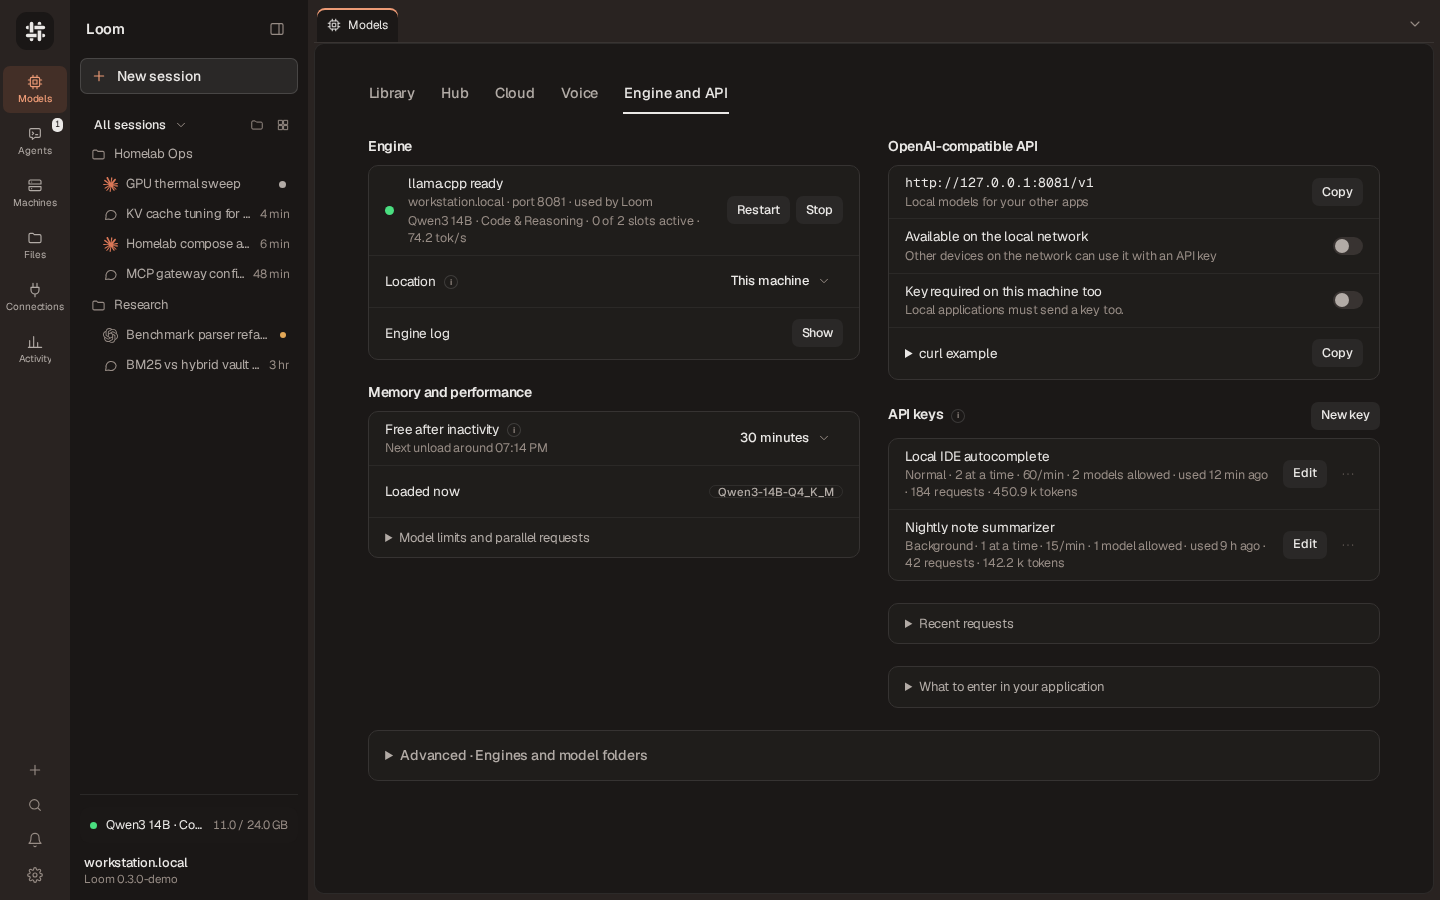 Loom
Models
New session
Models
1
Agents
Machines
Files
Connections
Activity
All sessions
Homelab Ops
GPU thermal sweep
KV cache tuning for ... 4 min
Homelab compose a... 6 min
MCP gateway confi... 48 min
Research
Benchmark parser refa...
BM25 vs hybrid vault ... 3 hr
Qwen3 14B · Co... 11.0 / 24.0 GB
workstation.local
Loom 0.3.0-demo
Library Hub Cloud Voice Engine and API
Engine
llama.cpp ready
workstation.local · port 8081 · used by Loom
Qwen3 14B · Code & Reasoning · 0 of 2 slots active ·
74.2 tok/s
Restart Stop
Location i This machine
Engine log Show
Memory and performance
Free after inactivity i 30 minutes
Next unload around 07:14 PM
Loaded now Qwen3-14B-Q4_K_M
Model limits and parallel requests
OpenAI-compatible API
http://127.0.0.1:8081/v1 Copy
Local models for your other apps
Available on the local network
Other devices on the network can use it with an API key
Key required on this machine too
Local applications must send a key too.
curl example Copy
API keys i New key
Local IDE autocomplete
Normal · 2 at a time · 60/min · 2 models allowed · used 12 min ago
· 184 requests · 450.9 k tokens
Edit ...
Nightly note summarizer
Background · 1 at a time · 15/min · 1 model allowed · used 9 h ago ·
42 requests · 142.2 k tokens
Edit ...
Recent requests
What to enter in your application
Advanced · Engines and model folders